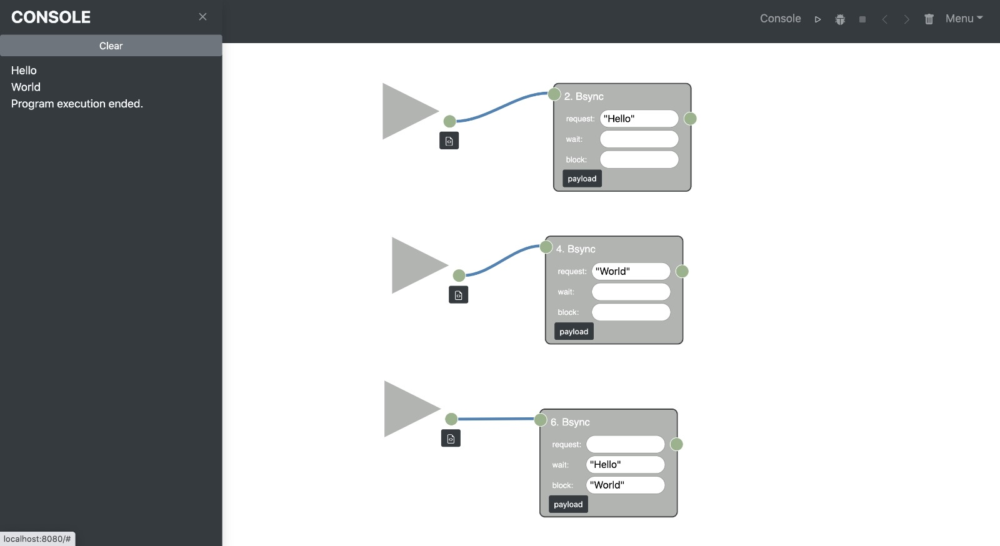 CONSOLE ×
Clear
Hello
World
Program execution ended.
Console Menu
2. Bsync
request: "Hello"
wait:
block:
payload
4. Bsync
request: "World"
wait:
block:
payload
6. Bsync
request:
wait: "Hello"
block: "World"
payload
localhost:8080/#